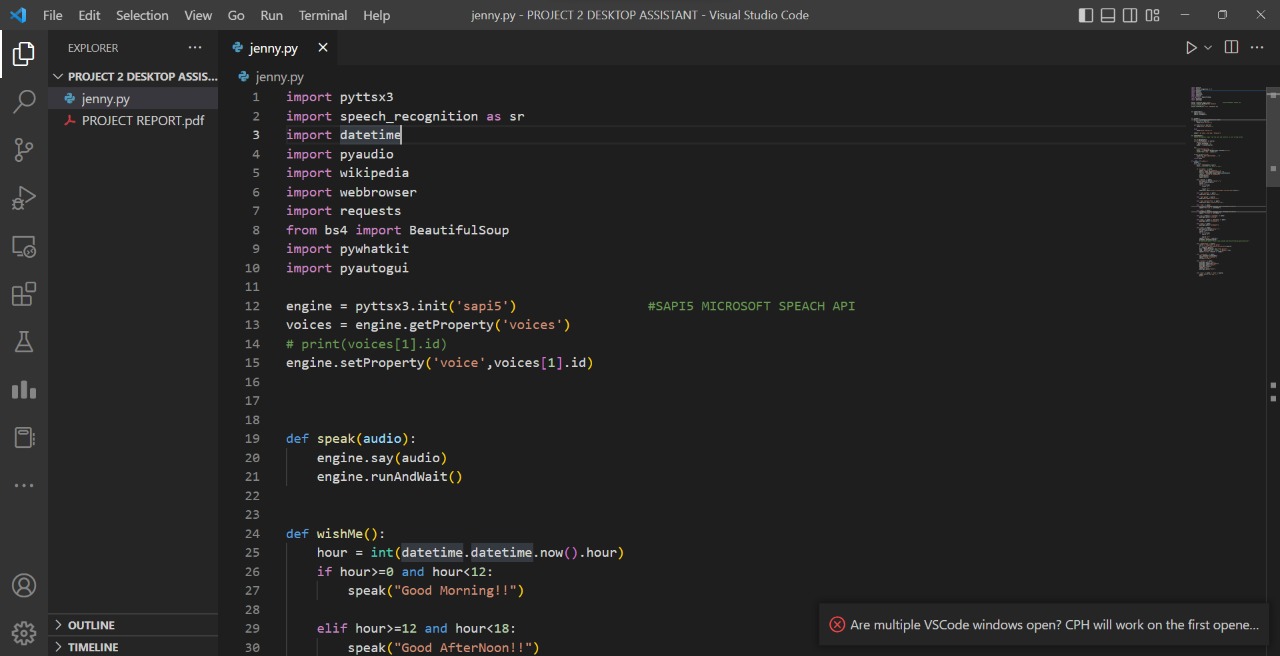 File Edit Selection View Go Run Terminal Help jenny.py - PROJECT 2 DESKTOP ASSISTANT - Visual Studio Code
EXPLORER ···
PROJECT 2 DESKTOP ASSIS...
jenny.py
PROJECT REPORT.pdf
OUTLINE
TIMELINE
jenny.py
jenny.py
1 import pyttsx3
2 import speech_recognition as sr
3 import datetime
4 import pyaudio
5 import wikipedia
6 import webbrowser
7 import requests
8 from bs4 import BeautifulSoup
9 import pywhatkit
10 import pyautogui
11
12 engine = pyttsx3.init('sapi5') #SAPI5 MICROSOFT SPEACH API
13 voices = engine.getProperty('voices')
14 # print(voices[1].id)
15 engine.setProperty('voice',voices[1].id)
16
17
18
19 def speak(audio):
20 engine.say(audio)
21 engine.runAndWait()
22
23
24 def wishMe():
25 hour = int(datetime.datetime.now().hour)
26 if hour>=0 and hour<12:
27 speak("Good Morning!!")
28
29 elif hour>=12 and hour<18:
30 speak("Good AfterNoon!!")
Are multiple VSCode windows open? CPH will work on the first opene...